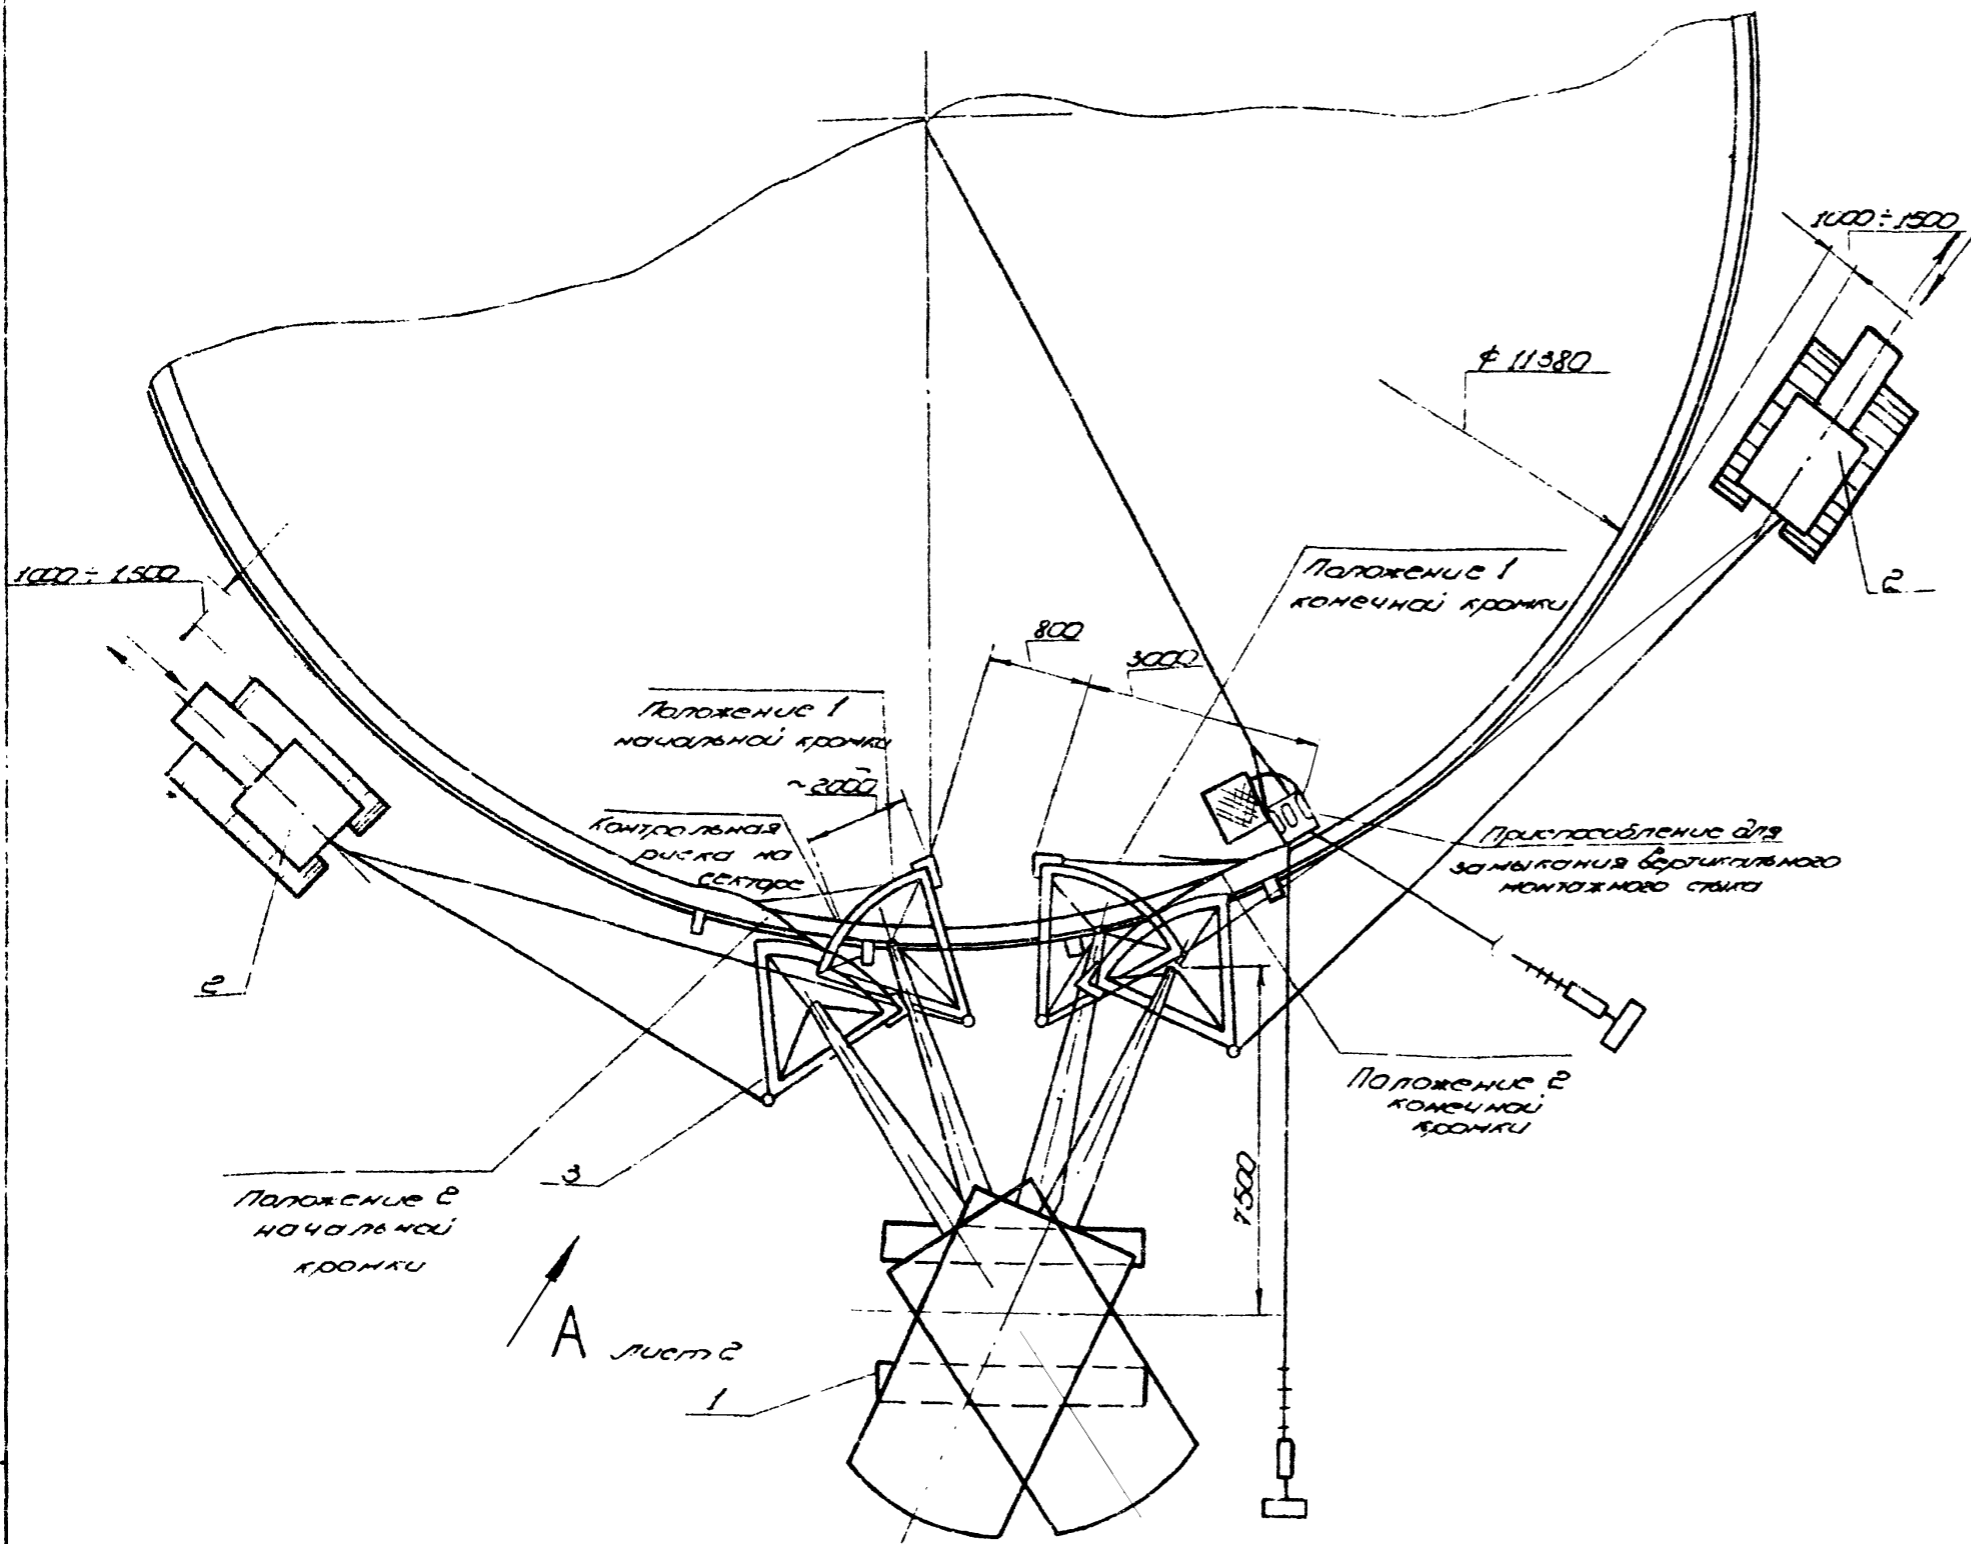 1000÷1500
⌀ 11380
1000÷1500
Положение 1
конечной кромки
2
800
3000
Положение 1
начальной кромки
~2000
Контрольная
риска на
секторе
Приспособление для
замыкания вертикального
монтажного стыка
2
Положение 2
конечной
кромки
3
7500
Положение 2
начальной
кромки
А лист 2
1